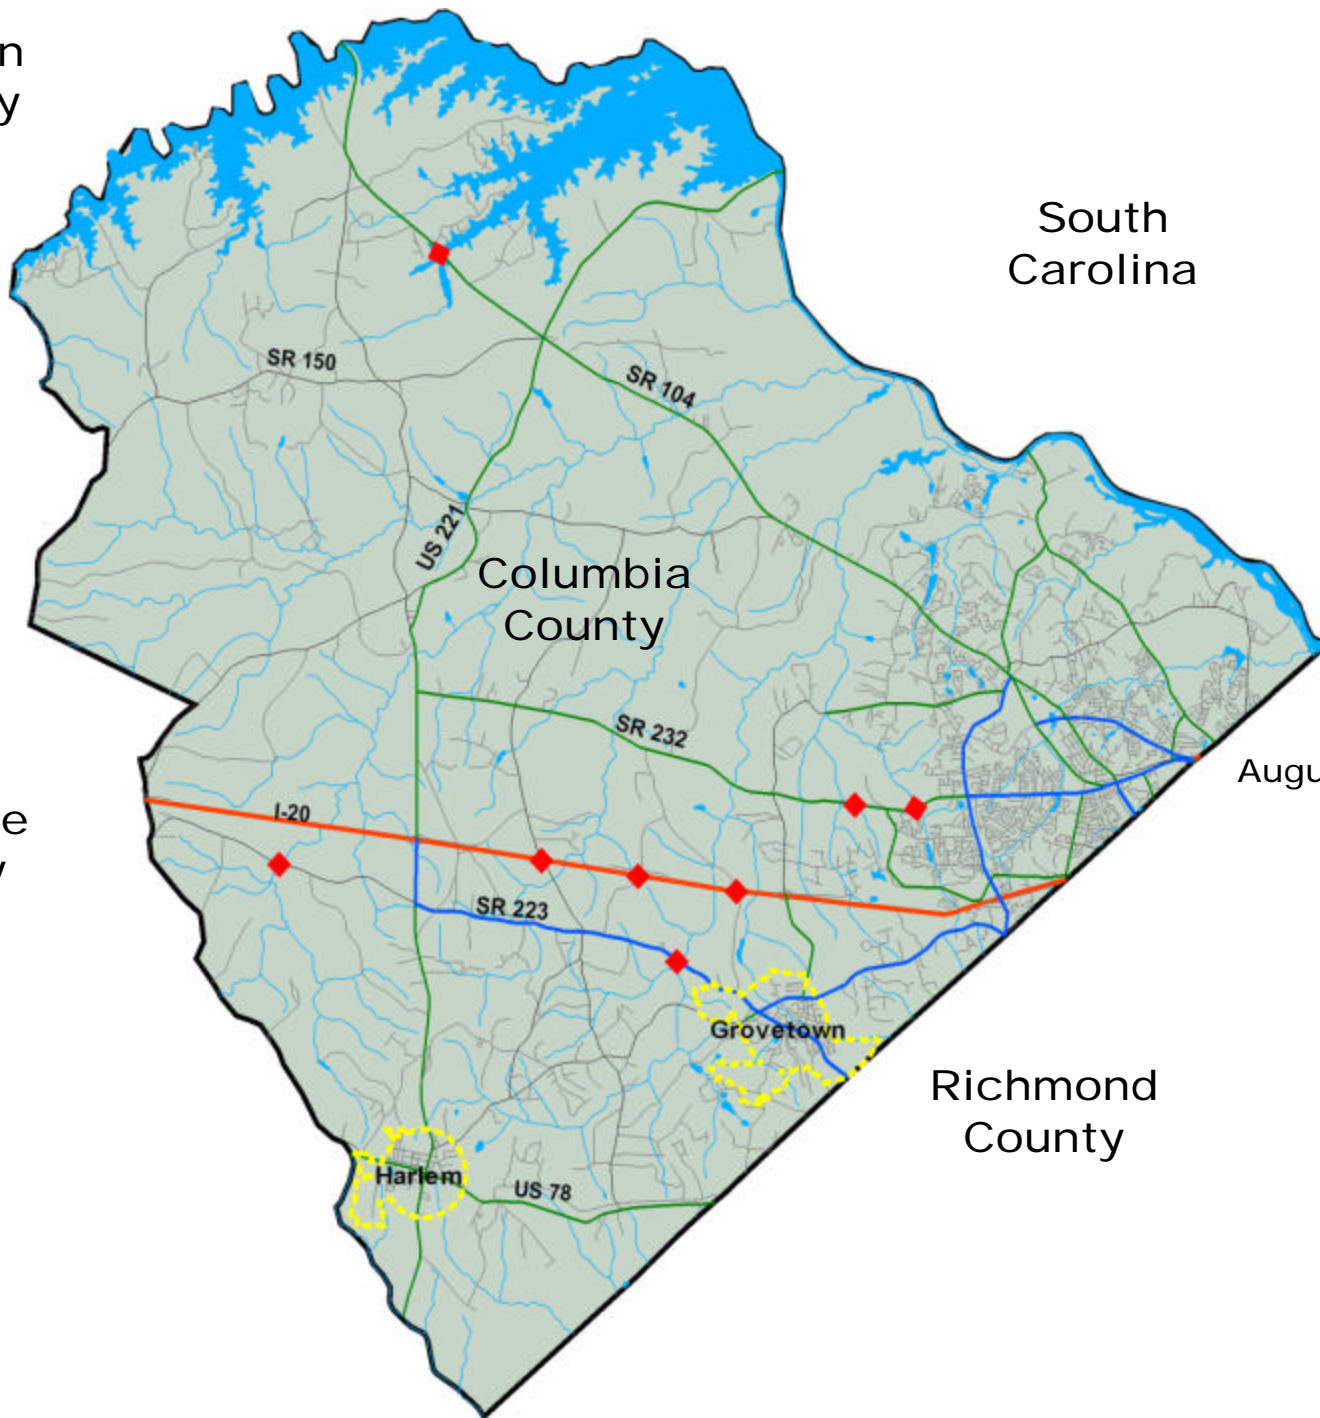 n
y
South
Carolina
SR 150
SR 104
US 221
Columbia
County
SR 232
Augu
I-20
e
y
SR 223
Grovetown
Richmond
County
Harlem
US 78